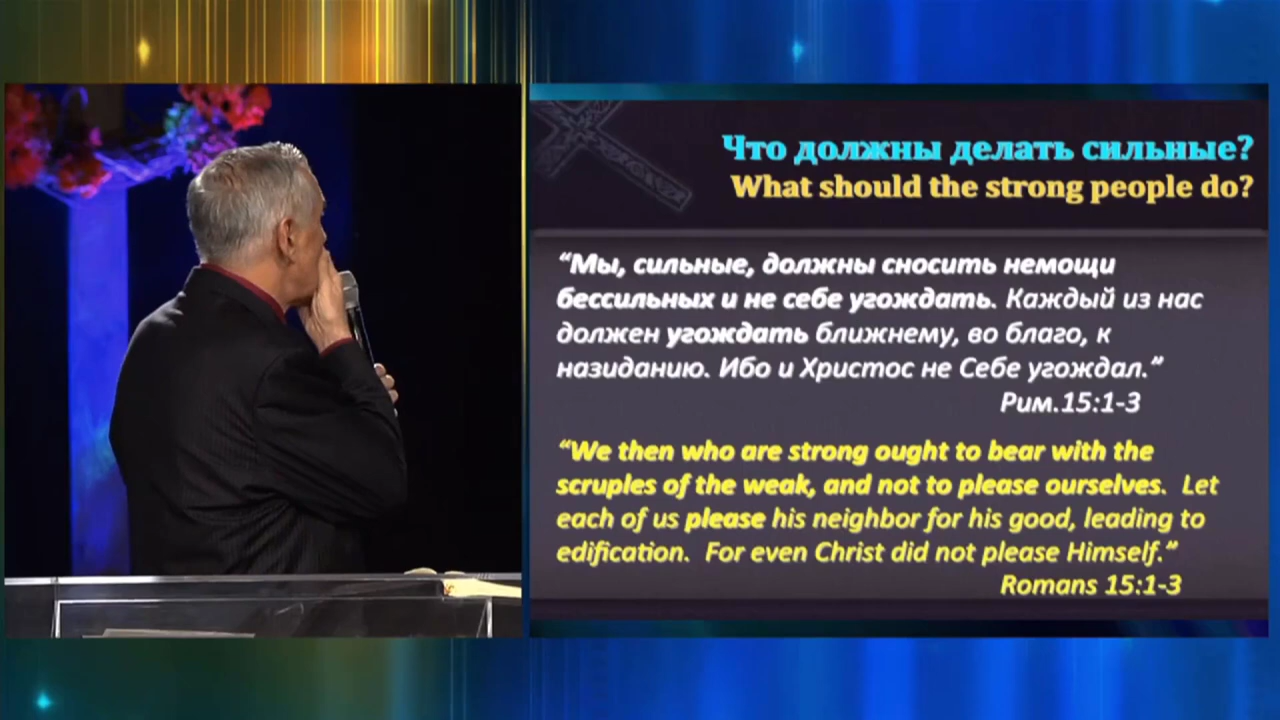 Что должны делать сильные?
What should the strong people do?
“Мы, сильные, должны сносить немощи
бессильных и не себе угождать. Каждый из нас
должен угождать ближнему, во благо, к
назиданию. Ибо и Христос не Себе угождал.”
Рим.15:1-3
“We then who are strong ought to bear with the
scruples of the weak, and not to please ourselves. Let
each of us please his neighbor for his good, leading to
edification. For even Christ did not please Himself.”
Romans 15:1-3